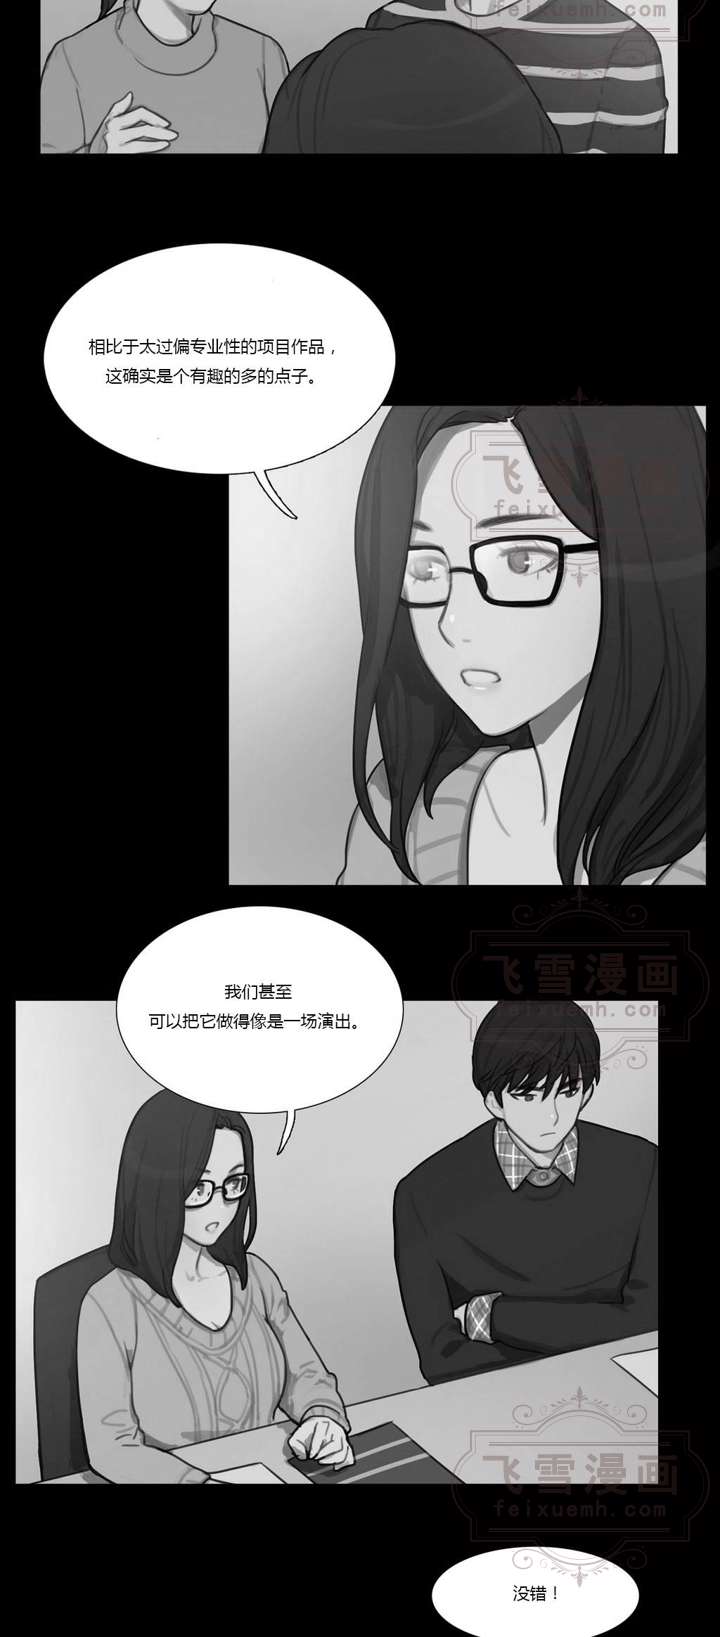 feixuemh.com
相比于太过偏专业性的项目作品，
这确实是个有趣的多的点子。
飞雪漫画
feixuemh.com
飞雪漫画
feixuemh.com
我们甚至
可以把它做得像是一场演出。
飞雪漫画
feixuemh.com
没错！